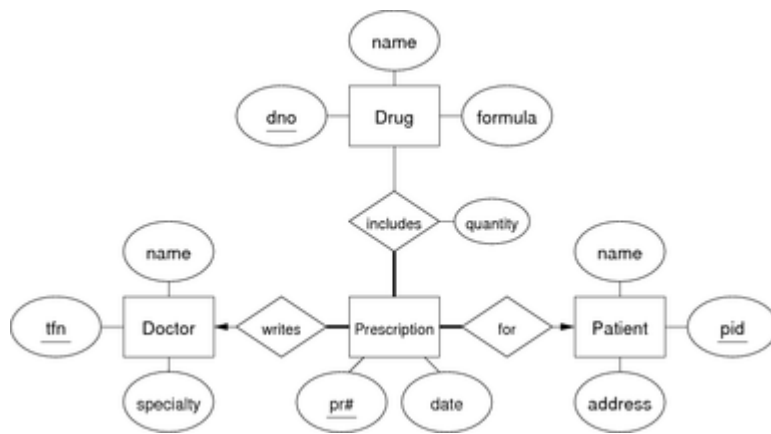 name
dno
Drug
formula
includes
quantity
name
name
tfn
Doctor
writes
Prescription
for
Patient
pid
specialty
pr#
date
address